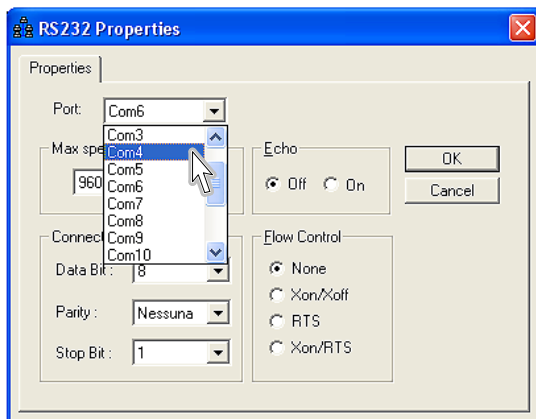 RS232 Properties
Properties
Port: Com6
Com3
Com4
Com5
Com6
Com7
Com8
Com9
Com10
Max spe
960
Echo
Off On
OK
Cancel
Connect
Data Bit : 8
Parity : Nessuna
Stop Bit : 1
Flow Control
None
Xon/Xoff
RTS
Xon/RTS